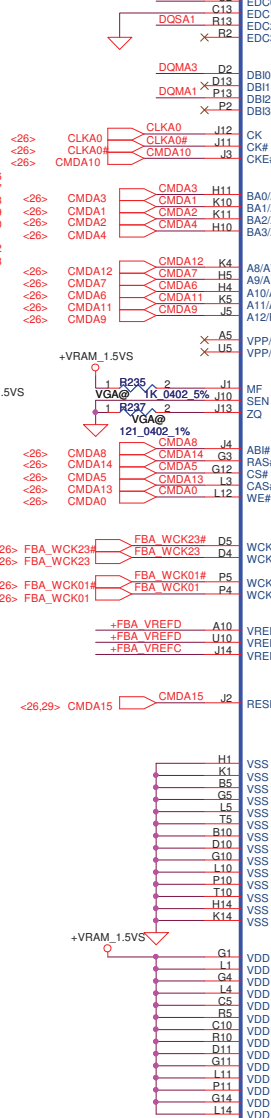 C13 EDC
DQSA1 R13 EDC
R2 EDC
DQMA3 D2 DBI0
D13 DBI1
DQMA1 P13 DBI2
P2 DBI3
<26> CLKA0 CLKA0 J12 CK
<26> CLKA0# CLKA0# J11 CK#
<26> CMDA10 CMDA10 J3 CKE
<26> CMDA3 CMDA3 H11 BA0/
<26> CMDA1 CMDA1 K10 BA1/
<26> CMDA2 CMDA2 K11 BA2/
<26> CMDA4 CMDA4 H10 BA3/
<26> CMDA12 CMDA12 K4 A8/A
<26> CMDA7 CMDA7 H5 A9/A
<26> CMDA6 CMDA6 H4 A10/
<26> CMDA11 CMDA11 K5 A11/
<26> CMDA9 CMDA9 J5 A12/
A5 VPP/
U5 VPP/
+VRAM_1.5VS
R235
1 2 J1 MF
.5VS VGA@ 1K_0402_5% J10 SEN
R237
1 2 J13 ZQ
VGA@
121_0402_1%
<26> CMDA8 CMDA8 J4 ABI#
<26> CMDA14 CMDA14 G3 RAS
<26> CMDA5 CMDA5 G12 CS#
<26> CMDA13 CMDA13 L3 CAS
<26> CMDA0 CMDA0 L12 WE#
26> FBA_WCK23# FBA_WCK23# D5 WCK
26> FBA_WCK23 FBA_WCK23 D4 WCK
26> FBA_WCK01# FBA_WCK01# P5 WCK
26> FBA_WCK01 FBA_WCK01 P4 WCK
+FBA_VREFD A10 VRE
+FBA_VREFD U10 VRE
+FBA_VREFC J14 VRE
<26,29> CMDA15 CMDA15 J2 RES
H1 VSS
K1 VSS
B5 VSS
G5 VSS
L5 VSS
T5 VSS
B10 VSS
D10 VSS
G10 VSS
L10 VSS
P10 VSS
T10 VSS
H14 VSS
K14 VSS
+VRAM_1.5VS
G1 VDD
L1 VDD
G4 VDD
L4 VDD
C5 VDD
R5 VDD
C10 VDD
R10 VDD
D11 VDD
G11 VDD
L11 VDD
P11 VDD
G14 VDD
L14 VDD